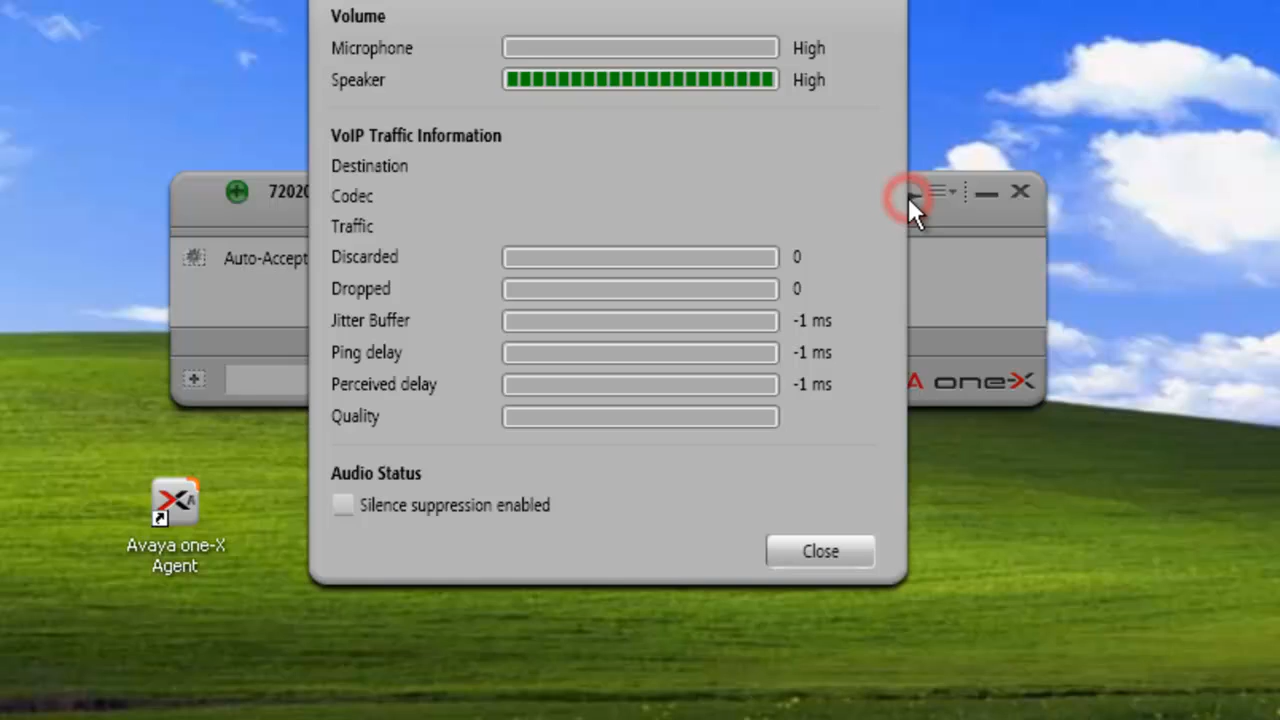 Volume
Microphone High
Speaker High
VoIP Traffic Information
Destination
Codec
Traffic
Discarded 0
Dropped 0
Jitter Buffer -1 ms
Ping delay -1 ms
Perceived delay -1 ms
Quality
Audio Status
Silence suppression enabled
Close
72020
Auto-Accept
A one-X
Avaya one-X
Agent